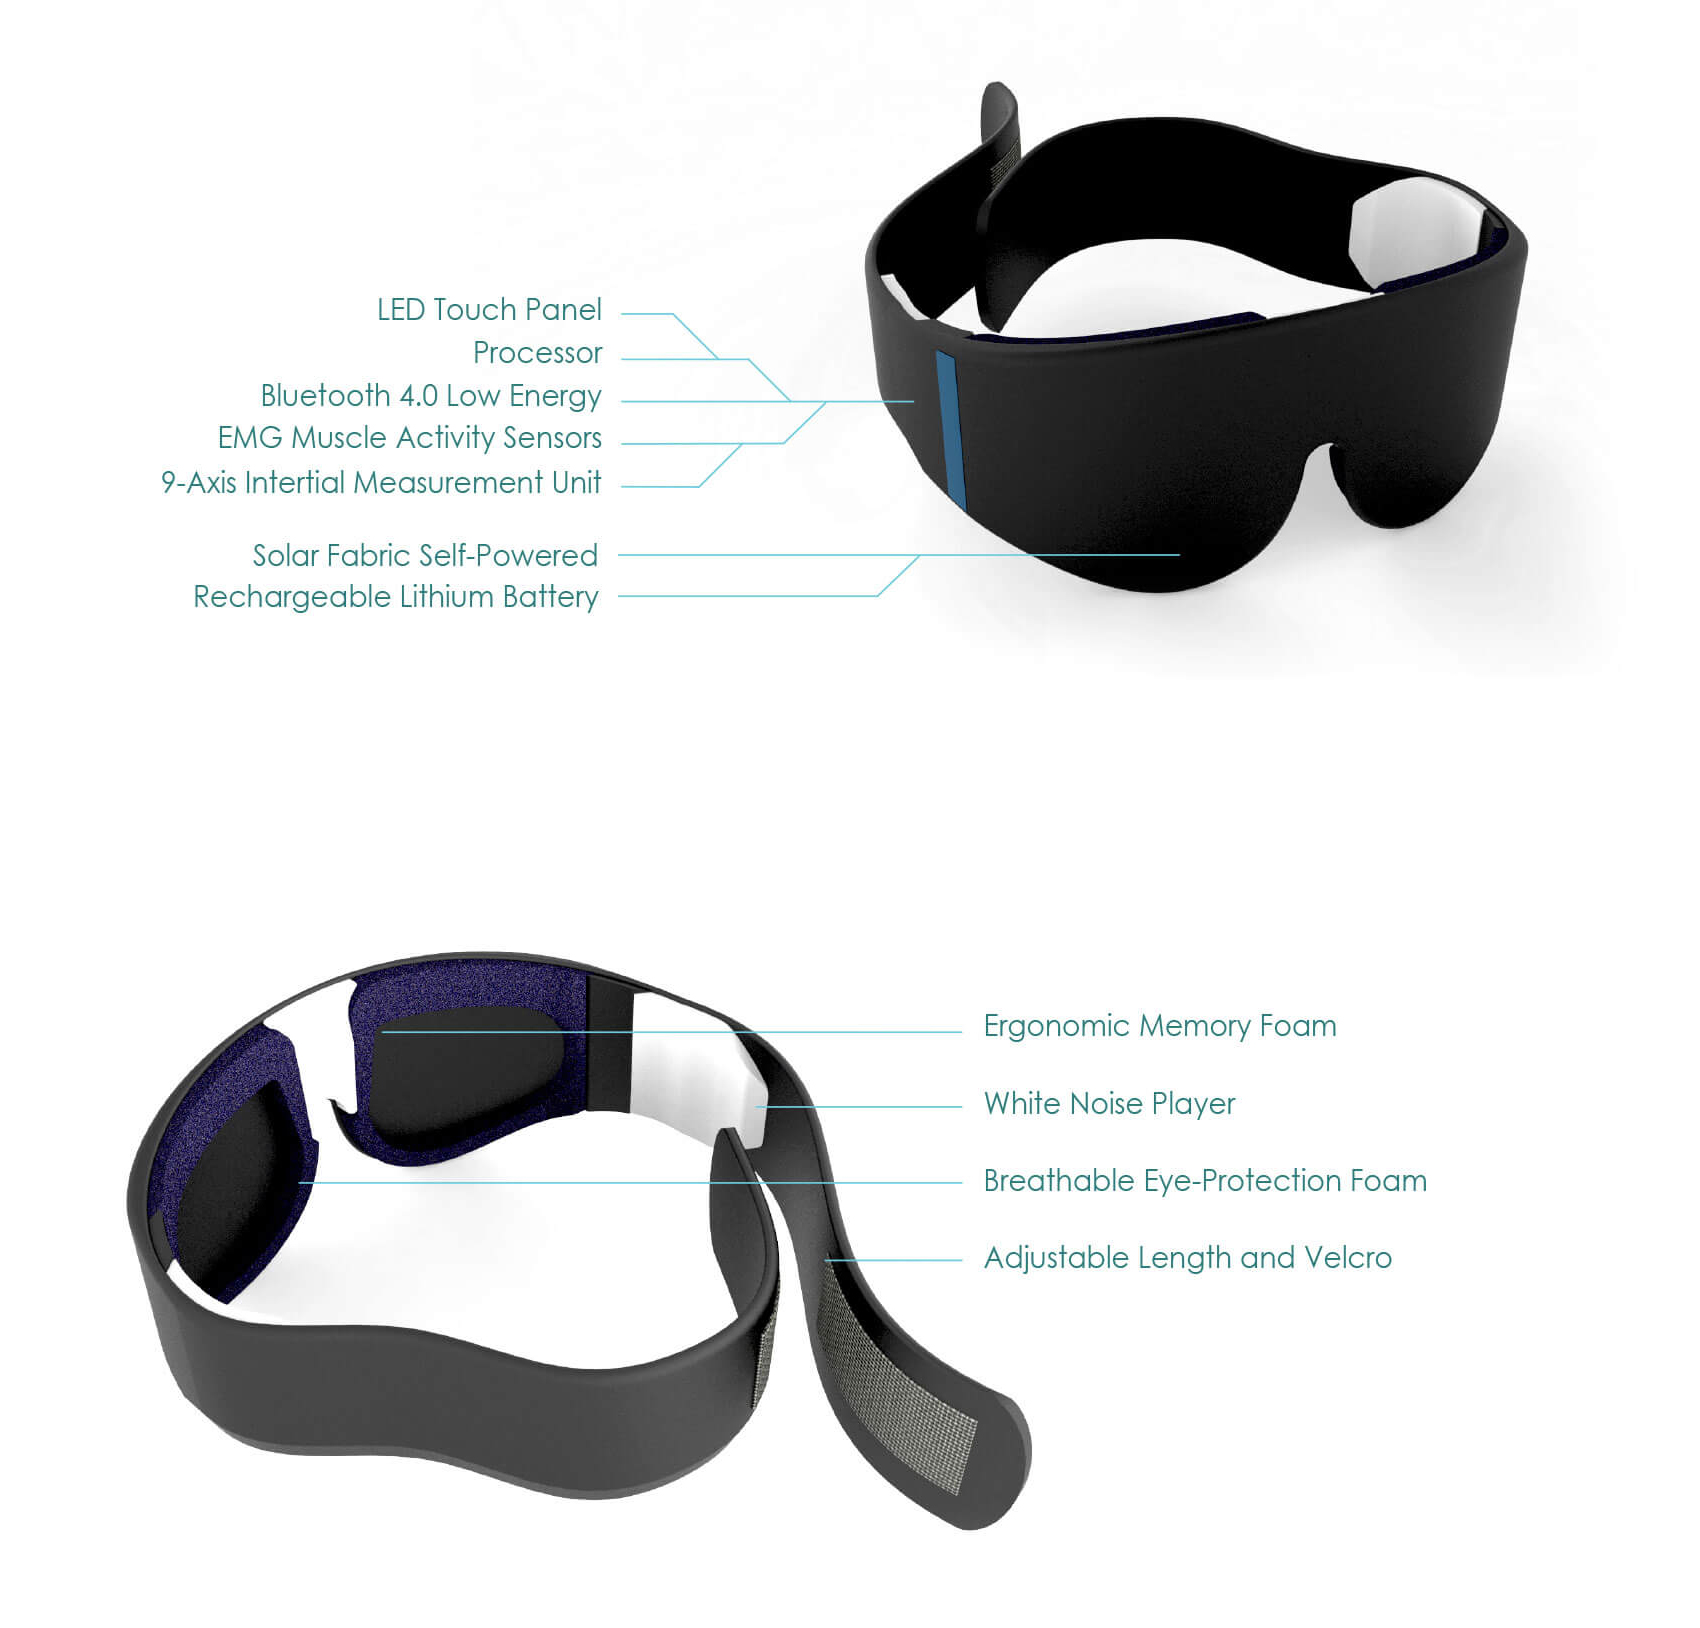 LED Touch Panel
Processor
Bluetooth 4.0 Low Energy
EMG Muscle Activity Sensors
9-Axis Intertial Measurement Unit
Solar Fabric Self-Powered
Rechargeable Lithium Battery
Ergonomic Memory Foam
White Noise Player
Breathable Eye-Protection Foam
Adjustable Length and Velcro